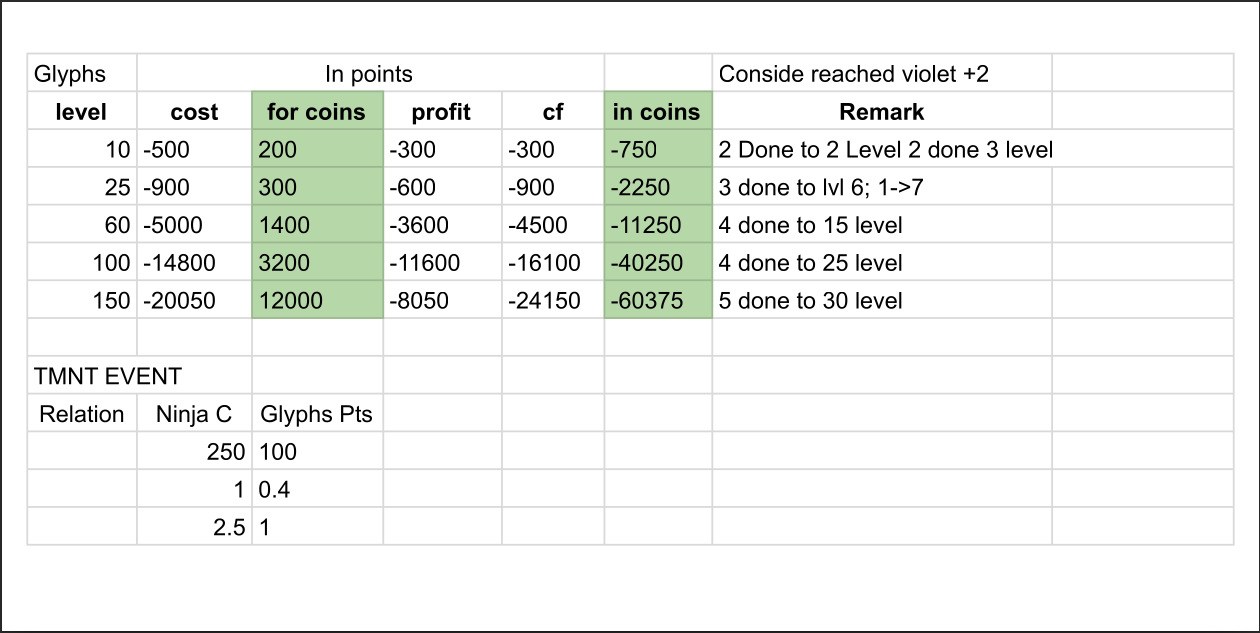 Glyphs In points Conside reached violet +2
level cost for coins profit cf in coins Remark
10 -500 200 -300 -300 -750 2 Done to 2 Level 2 done 3 level
25 -900 300 -600 -900 -2250 3 done to lvl 6; 1->7
60 -5000 1400 -3600 -4500 -11250 4 done to 15 level
100 -14800 3200 -11600 -16100 -40250 4 done to 25 level
150 -20050 12000 -8050 -24150 -60375 5 done to 30 level
TMNT EVENT
Relation Ninja C Glyphs Pts
250 100
1 0.4
2.5 1